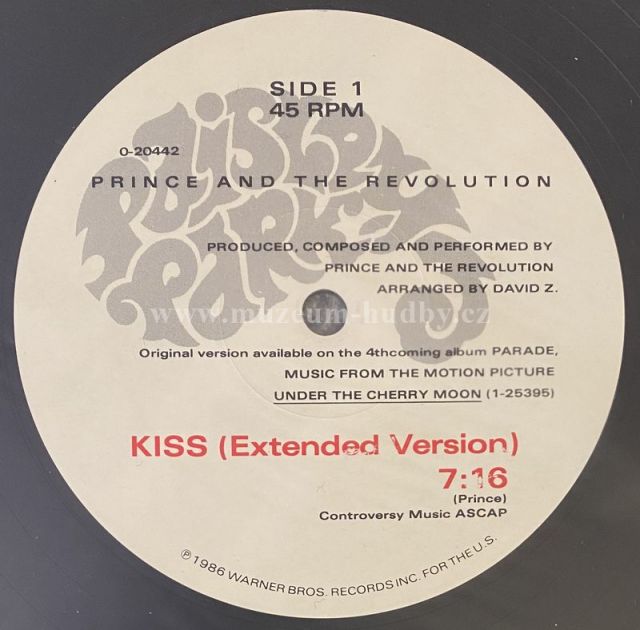 SIDE 1
45 RPM
0-20442
PRINCE AND THE REVOLUTION
Paisley
Park
PRODUCED, COMPOSED AND PERFORMED BY
PRINCE AND THE REVOLUTION
ARRANGED BY DAVID Z.
www.muzeum-hudby.cz
Original version available on the 4thcoming album PARADE,
MUSIC FROM THE MOTION PICTURE
UNDER THE CHERRY MOON (1-25395)
KISS (Extended Version)
7:16
(Prince)
Controversy Music ASCAP
℗1986 WARNER BROS. RECORDS INC. FOR THE U.S.